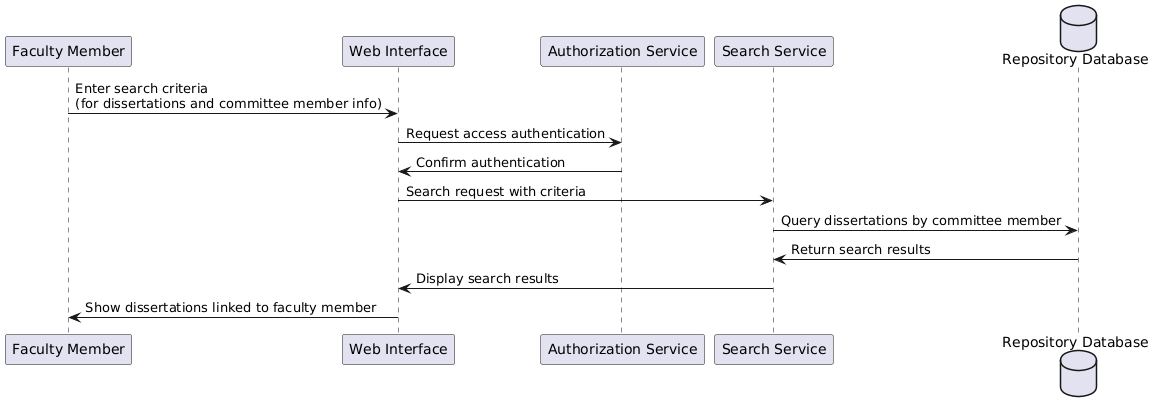 Faculty Member
Web Interface
Authorization Service
Search Service
Repository Database
Enter search criteria
(for dissertations and committee member info)
Request access authentication
Confirm authentication
Search request with criteria
Query dissertations by committee member
Return search results
Display search results
Show dissertations linked to faculty member
Faculty Member
Web Interface
Authorization Service
Search Service
Repository Database